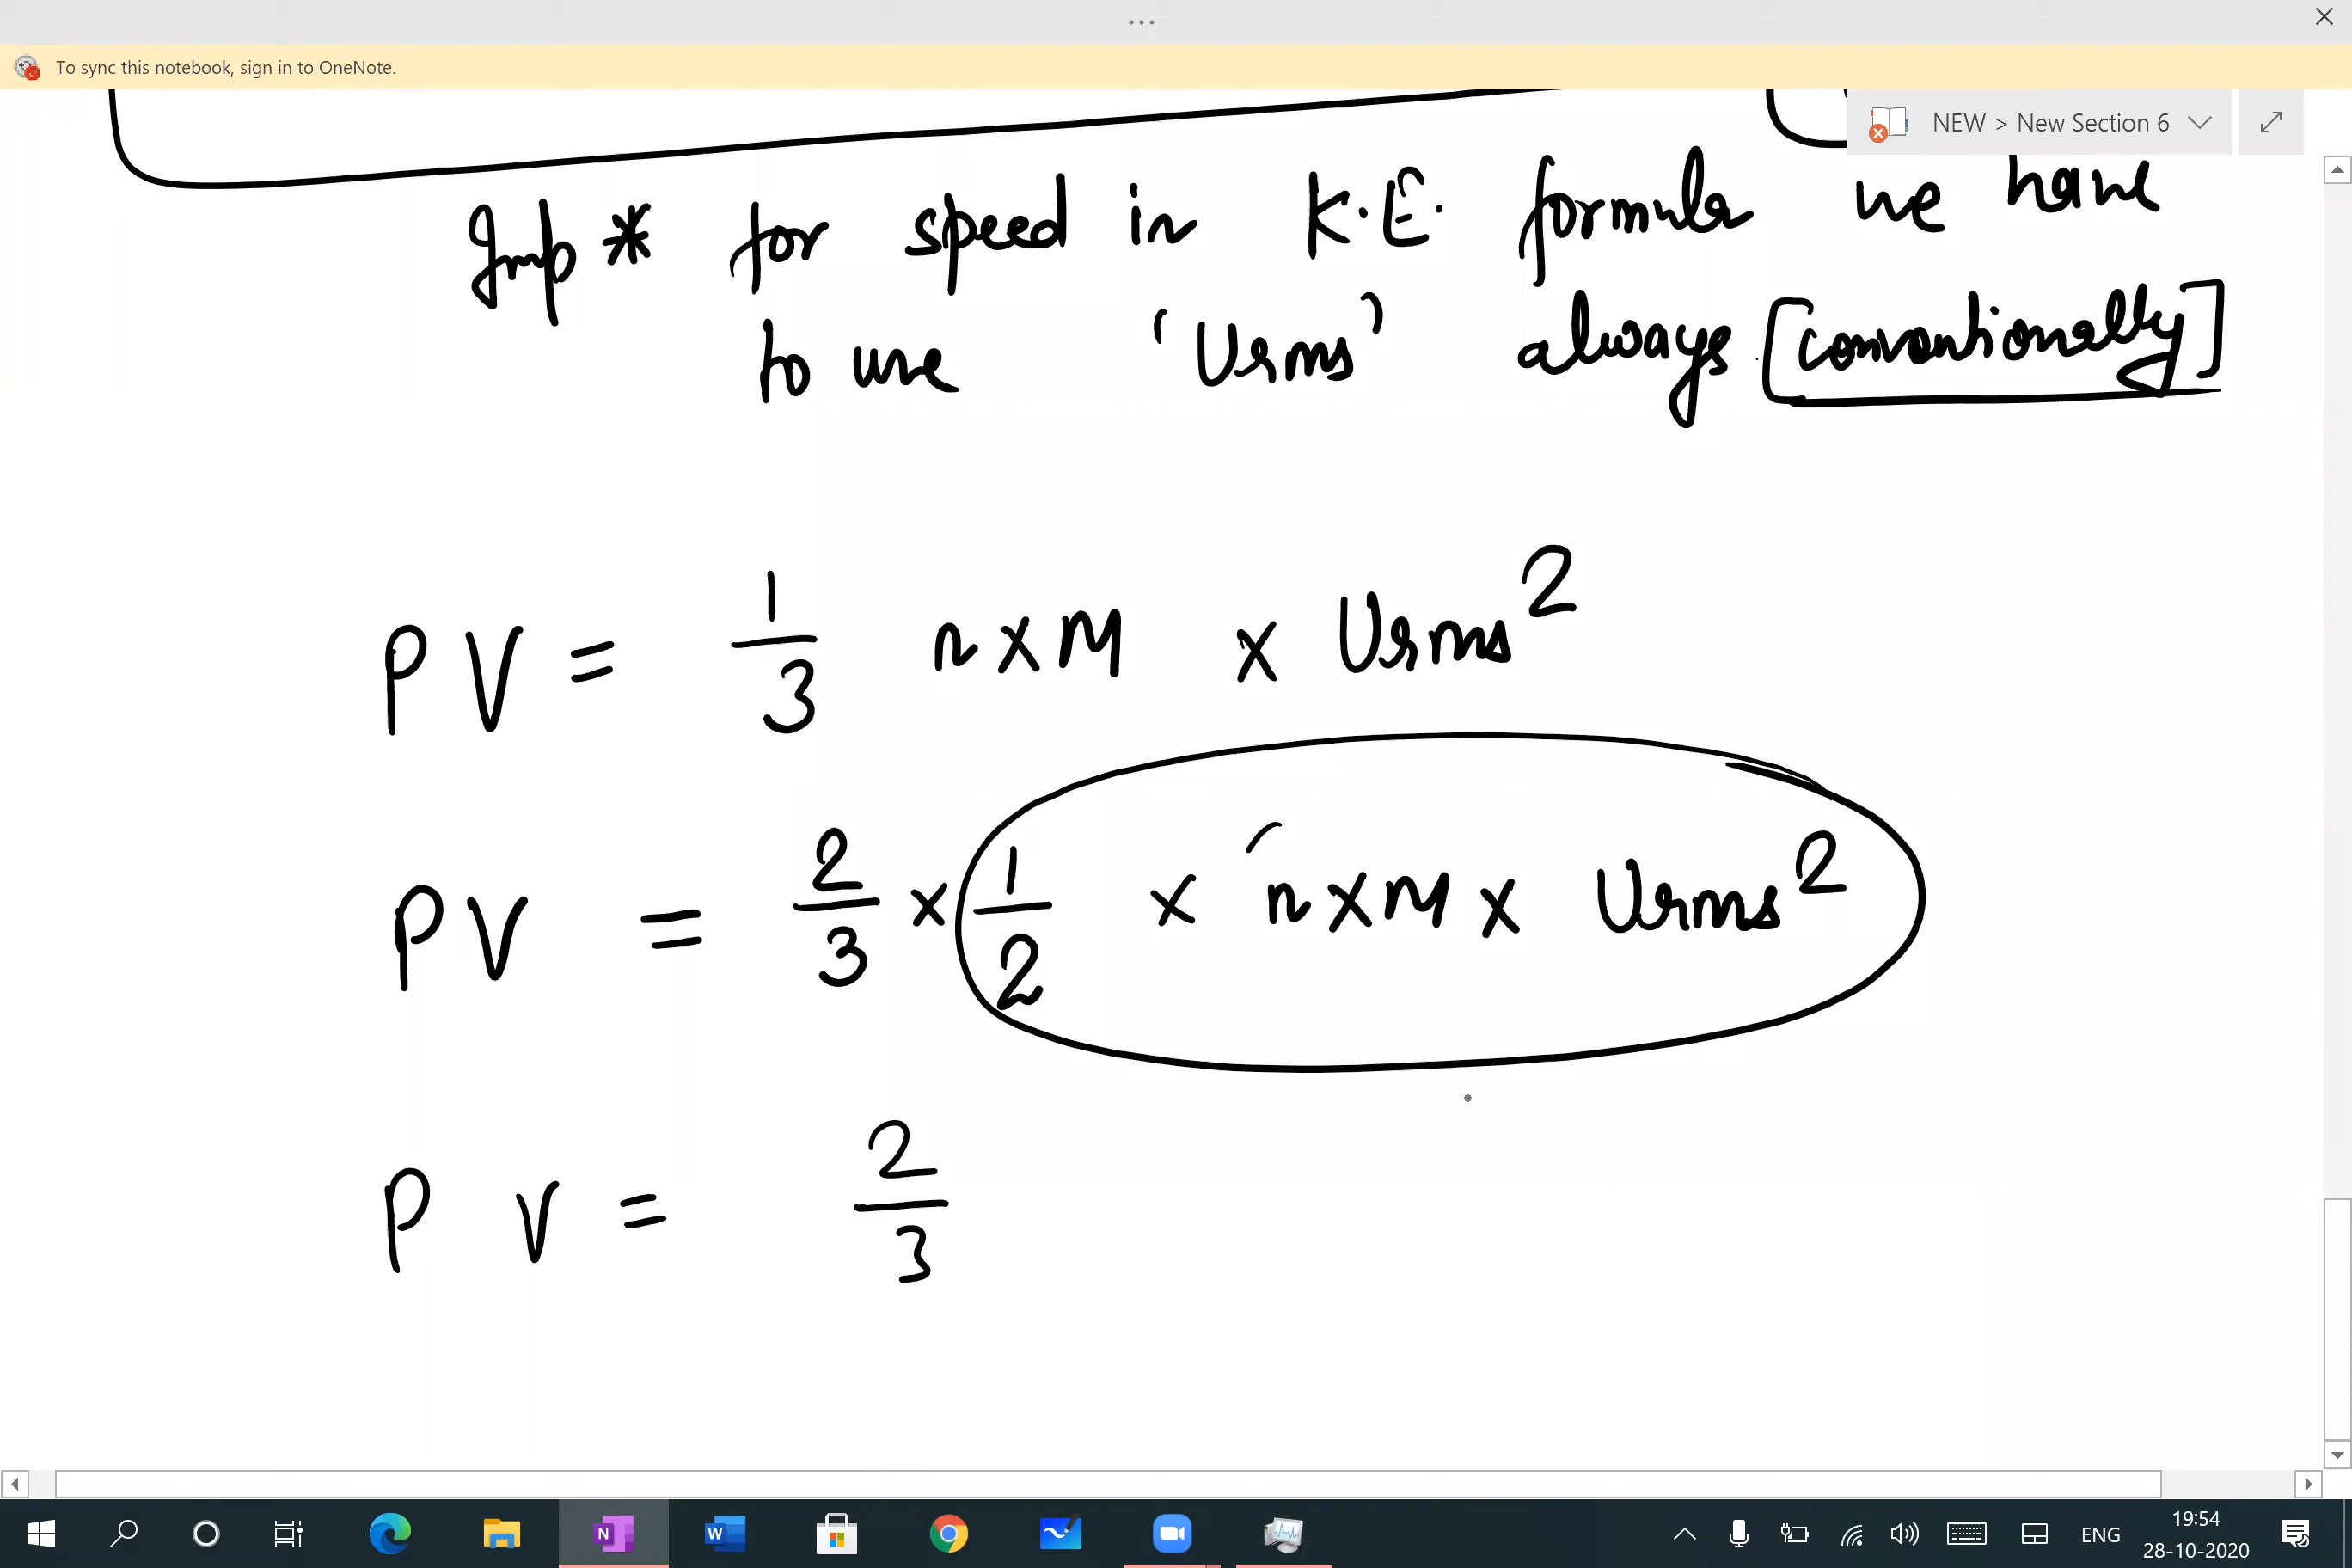 To sync this notebook, sign in to OneNote.
NEW > New Section 6
Imp * for speed in K.E. formula we have
to use 'Urms' always [conventionally]
PV = 1/3 n×M × Urms²
PV = 2/3 × 1/2 × n×M× Urms²
PV = 2/3
ENG
19:54
28-10-2020